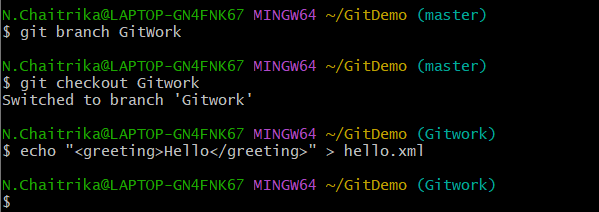 N.Chaitrika@LAPTOP-GN4FNK67 MINGW64 ~/GitDemo (master)
$ git branch GitWork
N.Chaitrika@LAPTOP-GN4FNK67 MINGW64 ~/GitDemo (master)
$ git checkout Gitwork
Switched to branch 'Gitwork'
N.Chaitrika@LAPTOP-GN4FNK67 MINGW64 ~/GitDemo (Gitwork)
$ echo "<greeting>Hello</greeting>" > hello.xml
N.Chaitrika@LAPTOP-GN4FNK67 MINGW64 ~/GitDemo (Gitwork)
$